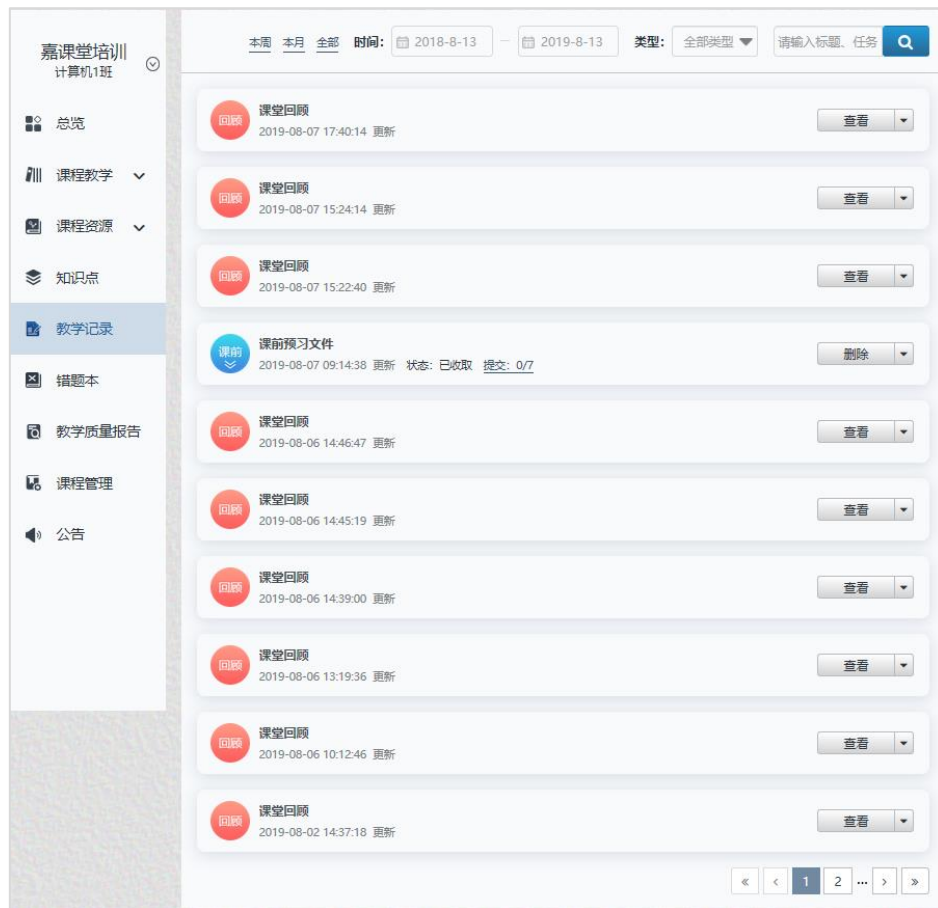 嘉课堂培训
计算机1班
总览
课程教学
课程资源
知识点
教学记录
错题本
教学质量报告
课程管理
公告
本周 本月 全部 时间: 2018-8-13 — 2019-8-13 类型: 全部类型 请输入标题、任务
回顾 课堂回顾 查看
2019-08-07 17:40:14 更新
回顾 课堂回顾 查看
2019-08-07 15:24:14 更新
回顾 课堂回顾 查看
2019-08-07 15:22:40 更新
课前 课前预习文件 删除
2019-08-07 09:14:38 更新 状态: 已收取 提交: 0/7
回顾 课堂回顾 查看
2019-08-06 14:46:47 更新
回顾 课堂回顾 查看
2019-08-06 14:45:19 更新
回顾 课堂回顾 查看
2019-08-06 14:39:00 更新
回顾 课堂回顾 查看
2019-08-06 13:19:36 更新
回顾 课堂回顾 查看
2019-08-06 10:12:46 更新
回顾 课堂回顾 查看
2019-08-02 14:37:18 更新
« ‹ 1 2 ... › »